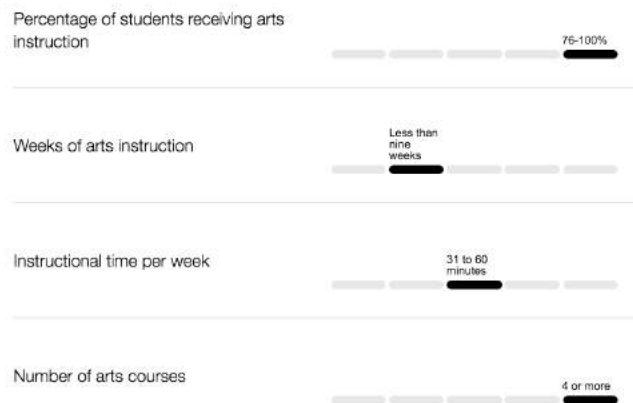 Percentage of students receiving arts
instruction
76-100%
Weeks of arts instruction
Less than
nine
weeks
Instructional time per week
31 to 60
minutes
Number of arts courses
4 or more